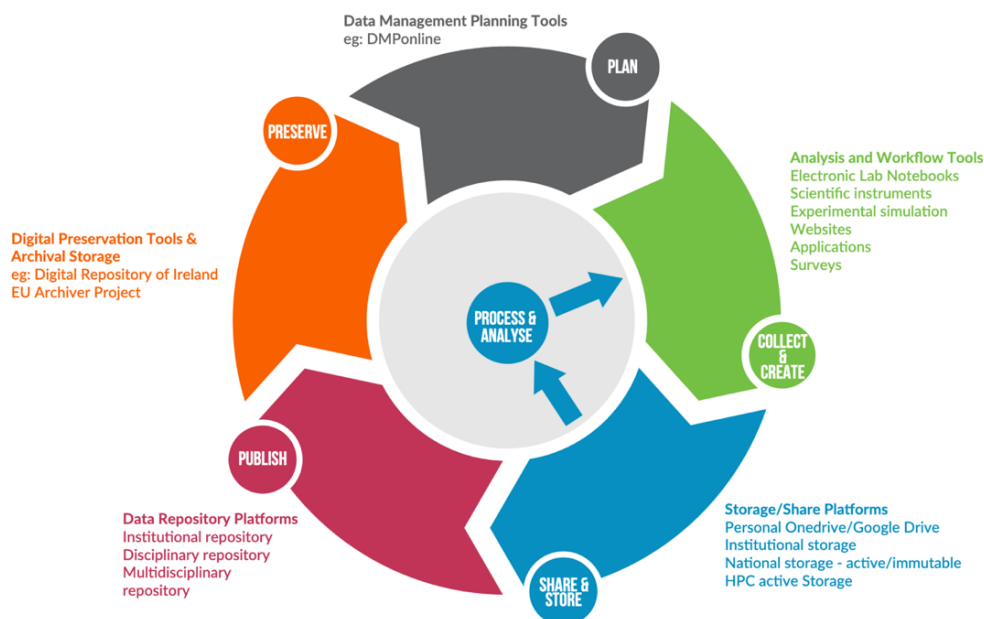 Data Management Planning Tools
eg: DMPonline
PLAN
PRESERVE
Analysis and Workflow Tools
Electronic Lab Notebooks
Scientific instruments
Experimental simulation
Websites
Applications
Surveys
Digital Preservation Tools &
Archival Storage
eg: Digital Repository of Ireland
EU Archiver Project
PROCESS &
ANALYSE
COLLECT
&
CREATE
PUBLISH
Data Repository Platforms
Institutional repository
Disciplinary repository
Multidisciplinary
repository
Storage/Share Platforms
Personal Onedrive/Google Drive
Institutional storage
National storage - active/immutable
HPC active Storage
SHARE &
STORE